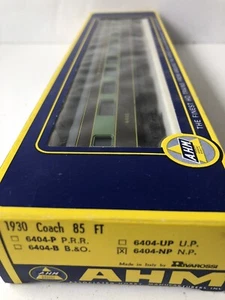 THE FINEST
A.H.M.
1930 Coach 85 FT
6404-P P.R.R.
6404-UP U.P.
6404-B B.&O.
6404-NP N.P.
Made in Italy by RIVAROSSI
AHM
AHM